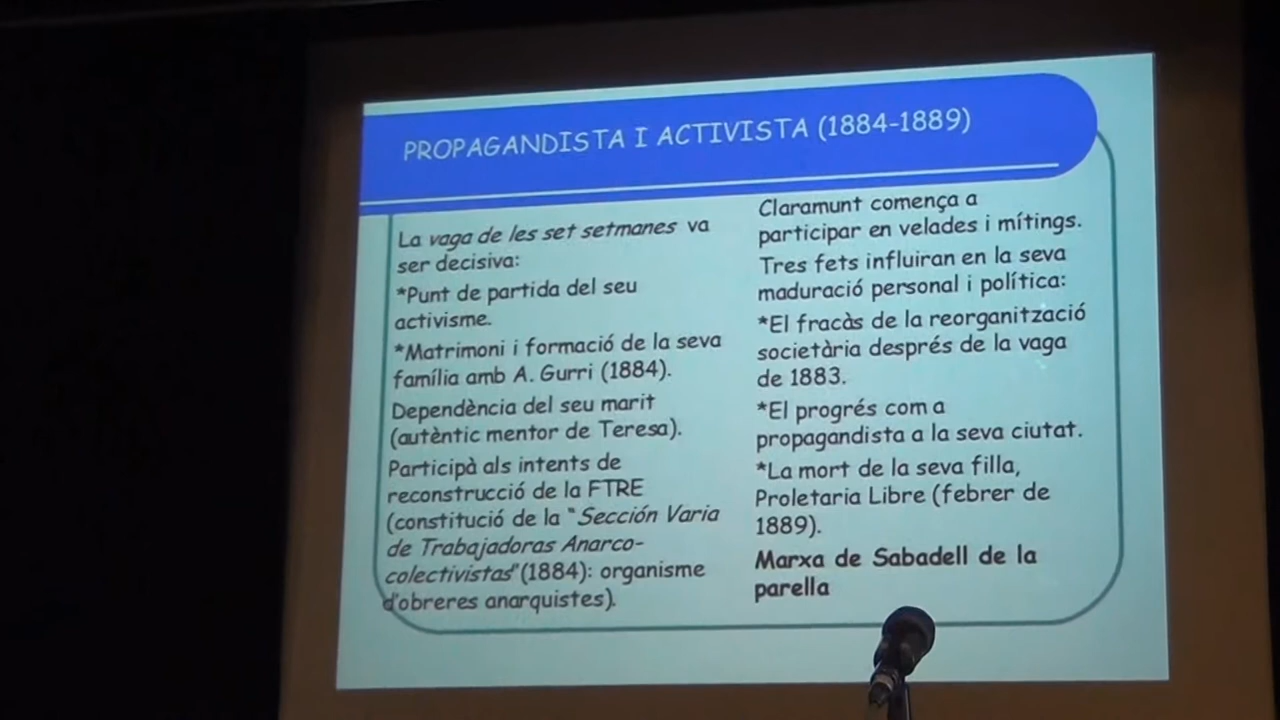 PROPAGANDISTA I ACTIVISTA (1884-1889)
La vaga de les set setmanes va
ser decisiva:
*Punt de partida del seu
activisme.
*Matrimoni i formació de la seva
família amb A. Gurri (1884).
Dependència del seu marit
(autèntic mentor de Teresa).
Participà als intents de
reconstrucció de la FTRE
(constitució de la "Sección Varia
de Trabajadoras Anarco-
colectivistas"(1884): organisme
d'obreres anarquistes).
Claramunt comença a
participar en velades i mítings.
Tres fets influiran en la seva
maduració personal i política:
*El fracàs de la reorganització
societària després de la vaga
de 1883.
*El progrés com a
propagandista a la seva ciutat.
*La mort de la seva filla,
Proletaria Libre (febrer de
1889).
Marxa de Sabadell de la
parella